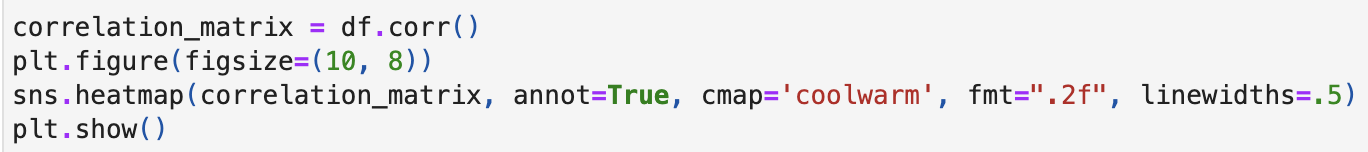 correlation_matrix = df.corr()
plt.figure(figsize=(10, 8))
sns.heatmap(correlation_matrix, annot=True, cmap='coolwarm', fmt=".2f", linewidths=.5)
plt.show()